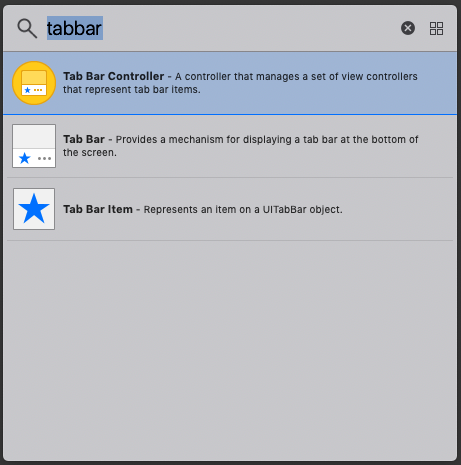 tabbar
Tab Bar Controller - A controller that manages a set of view controllers
that represent tab bar items.
Tab Bar - Provides a mechanism for displaying a tab bar at the bottom of
the screen.
Tab Bar Item - Represents an item on a UITabBar object.